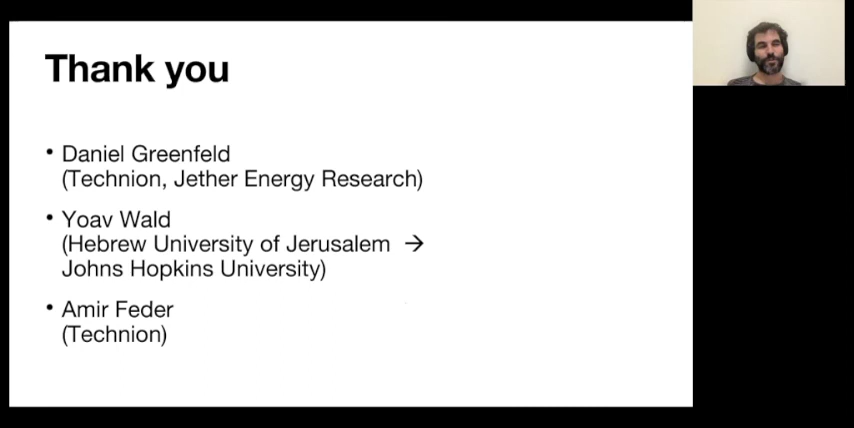 Thank you
• Daniel Greenfeld
(Technion, Jether Energy Research)
• Yoav Wald
(Hebrew University of Jerusalem →
Johns Hopkins University)
• Amir Feder
(Technion)